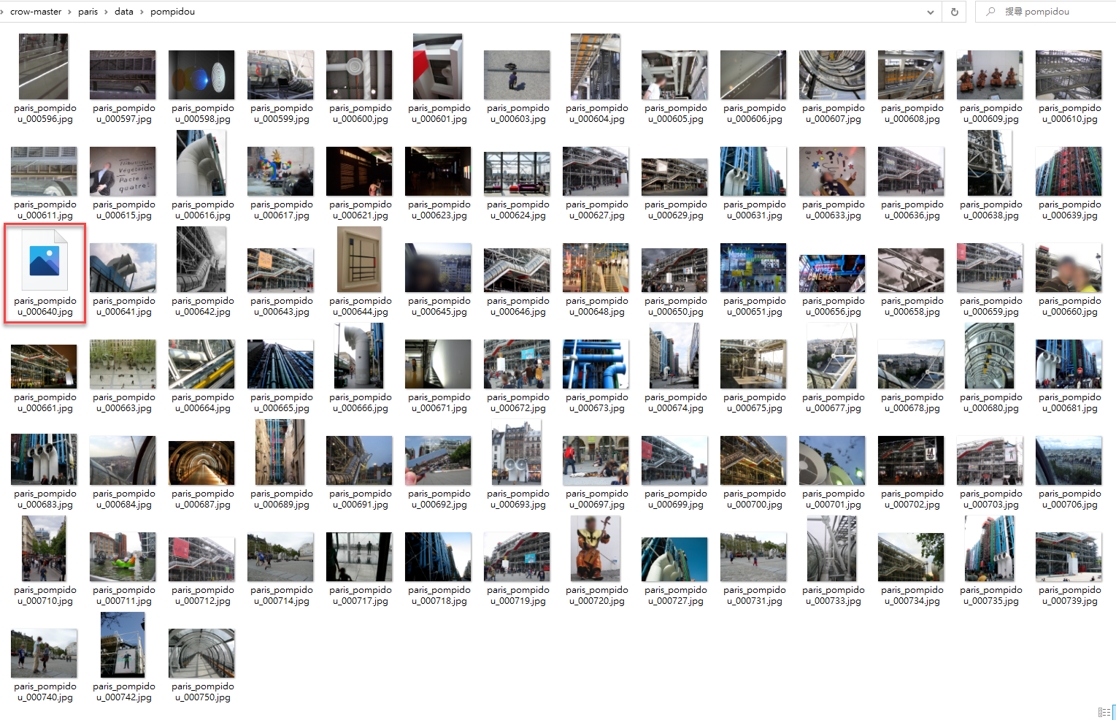 crow-master > paris > data > pompidou
搜尋 pompidou
paris_pompido paris_pompido paris_pompido paris_pompido paris_pompido paris_pompido paris_pompido paris_pompido paris_pompido paris_pompido paris_pompido paris_pompido paris_pompido paris_pompido
u_000596.jpg u_000597.jpg u_000598.jpg u_000599.jpg u_000600.jpg u_000601.jpg u_000603.jpg u_000604.jpg u_000605.jpg u_000606.jpg u_000607.jpg u_000608.jpg u_000609.jpg u_000610.jpg
paris_pompido paris_pompido paris_pompido paris_pompido paris_pompido paris_pompido paris_pompido paris_pompido paris_pompido paris_pompido paris_pompido paris_pompido paris_pompido paris_pompido
u_000611.jpg u_000615.jpg u_000616.jpg u_000617.jpg u_000621.jpg u_000623.jpg u_000624.jpg u_000627.jpg u_000629.jpg u_000631.jpg u_000633.jpg u_000636.jpg u_000638.jpg u_000639.jpg
paris_pompido paris_pompido paris_pompido paris_pompido paris_pompido paris_pompido paris_pompido paris_pompido paris_pompido paris_pompido paris_pompido paris_pompido paris_pompido paris_pompido
u_000640.jpg u_000641.jpg u_000642.jpg u_000643.jpg u_000644.jpg u_000645.jpg u_000646.jpg u_000648.jpg u_000650.jpg u_000651.jpg u_000656.jpg u_000658.jpg u_000659.jpg u_000660.jpg
paris_pompido paris_pompido paris_pompido paris_pompido paris_pompido paris_pompido paris_pompido paris_pompido paris_pompido paris_pompido paris_pompido paris_pompido paris_pompido paris_pompido
u_000661.jpg u_000663.jpg u_000664.jpg u_000665.jpg u_000666.jpg u_000671.jpg u_000672.jpg u_000673.jpg u_000674.jpg u_000675.jpg u_000677.jpg u_000678.jpg u_000680.jpg u_000681.jpg
paris_pompido paris_pompido paris_pompido paris_pompido paris_pompido paris_pompido paris_pompido paris_pompido paris_pompido paris_pompido paris_pompido paris_pompido paris_pompido paris_pompido
u_000683.jpg u_000684.jpg u_000687.jpg u_000689.jpg u_000691.jpg u_000692.jpg u_000693.jpg u_000697.jpg u_000699.jpg u_000700.jpg u_000701.jpg u_000702.jpg u_000703.jpg u_000706.jpg
paris_pompido paris_pompido paris_pompido paris_pompido paris_pompido paris_pompido paris_pompido paris_pompido paris_pompido paris_pompido paris_pompido paris_pompido paris_pompido paris_pompido
u_000710.jpg u_000711.jpg u_000712.jpg u_000714.jpg u_000717.jpg u_000718.jpg u_000719.jpg u_000720.jpg u_000727.jpg u_000731.jpg u_000733.jpg u_000734.jpg u_000735.jpg u_000739.jpg
paris_pompido paris_pompido paris_pompido
u_000740.jpg u_000742.jpg u_000750.jpg